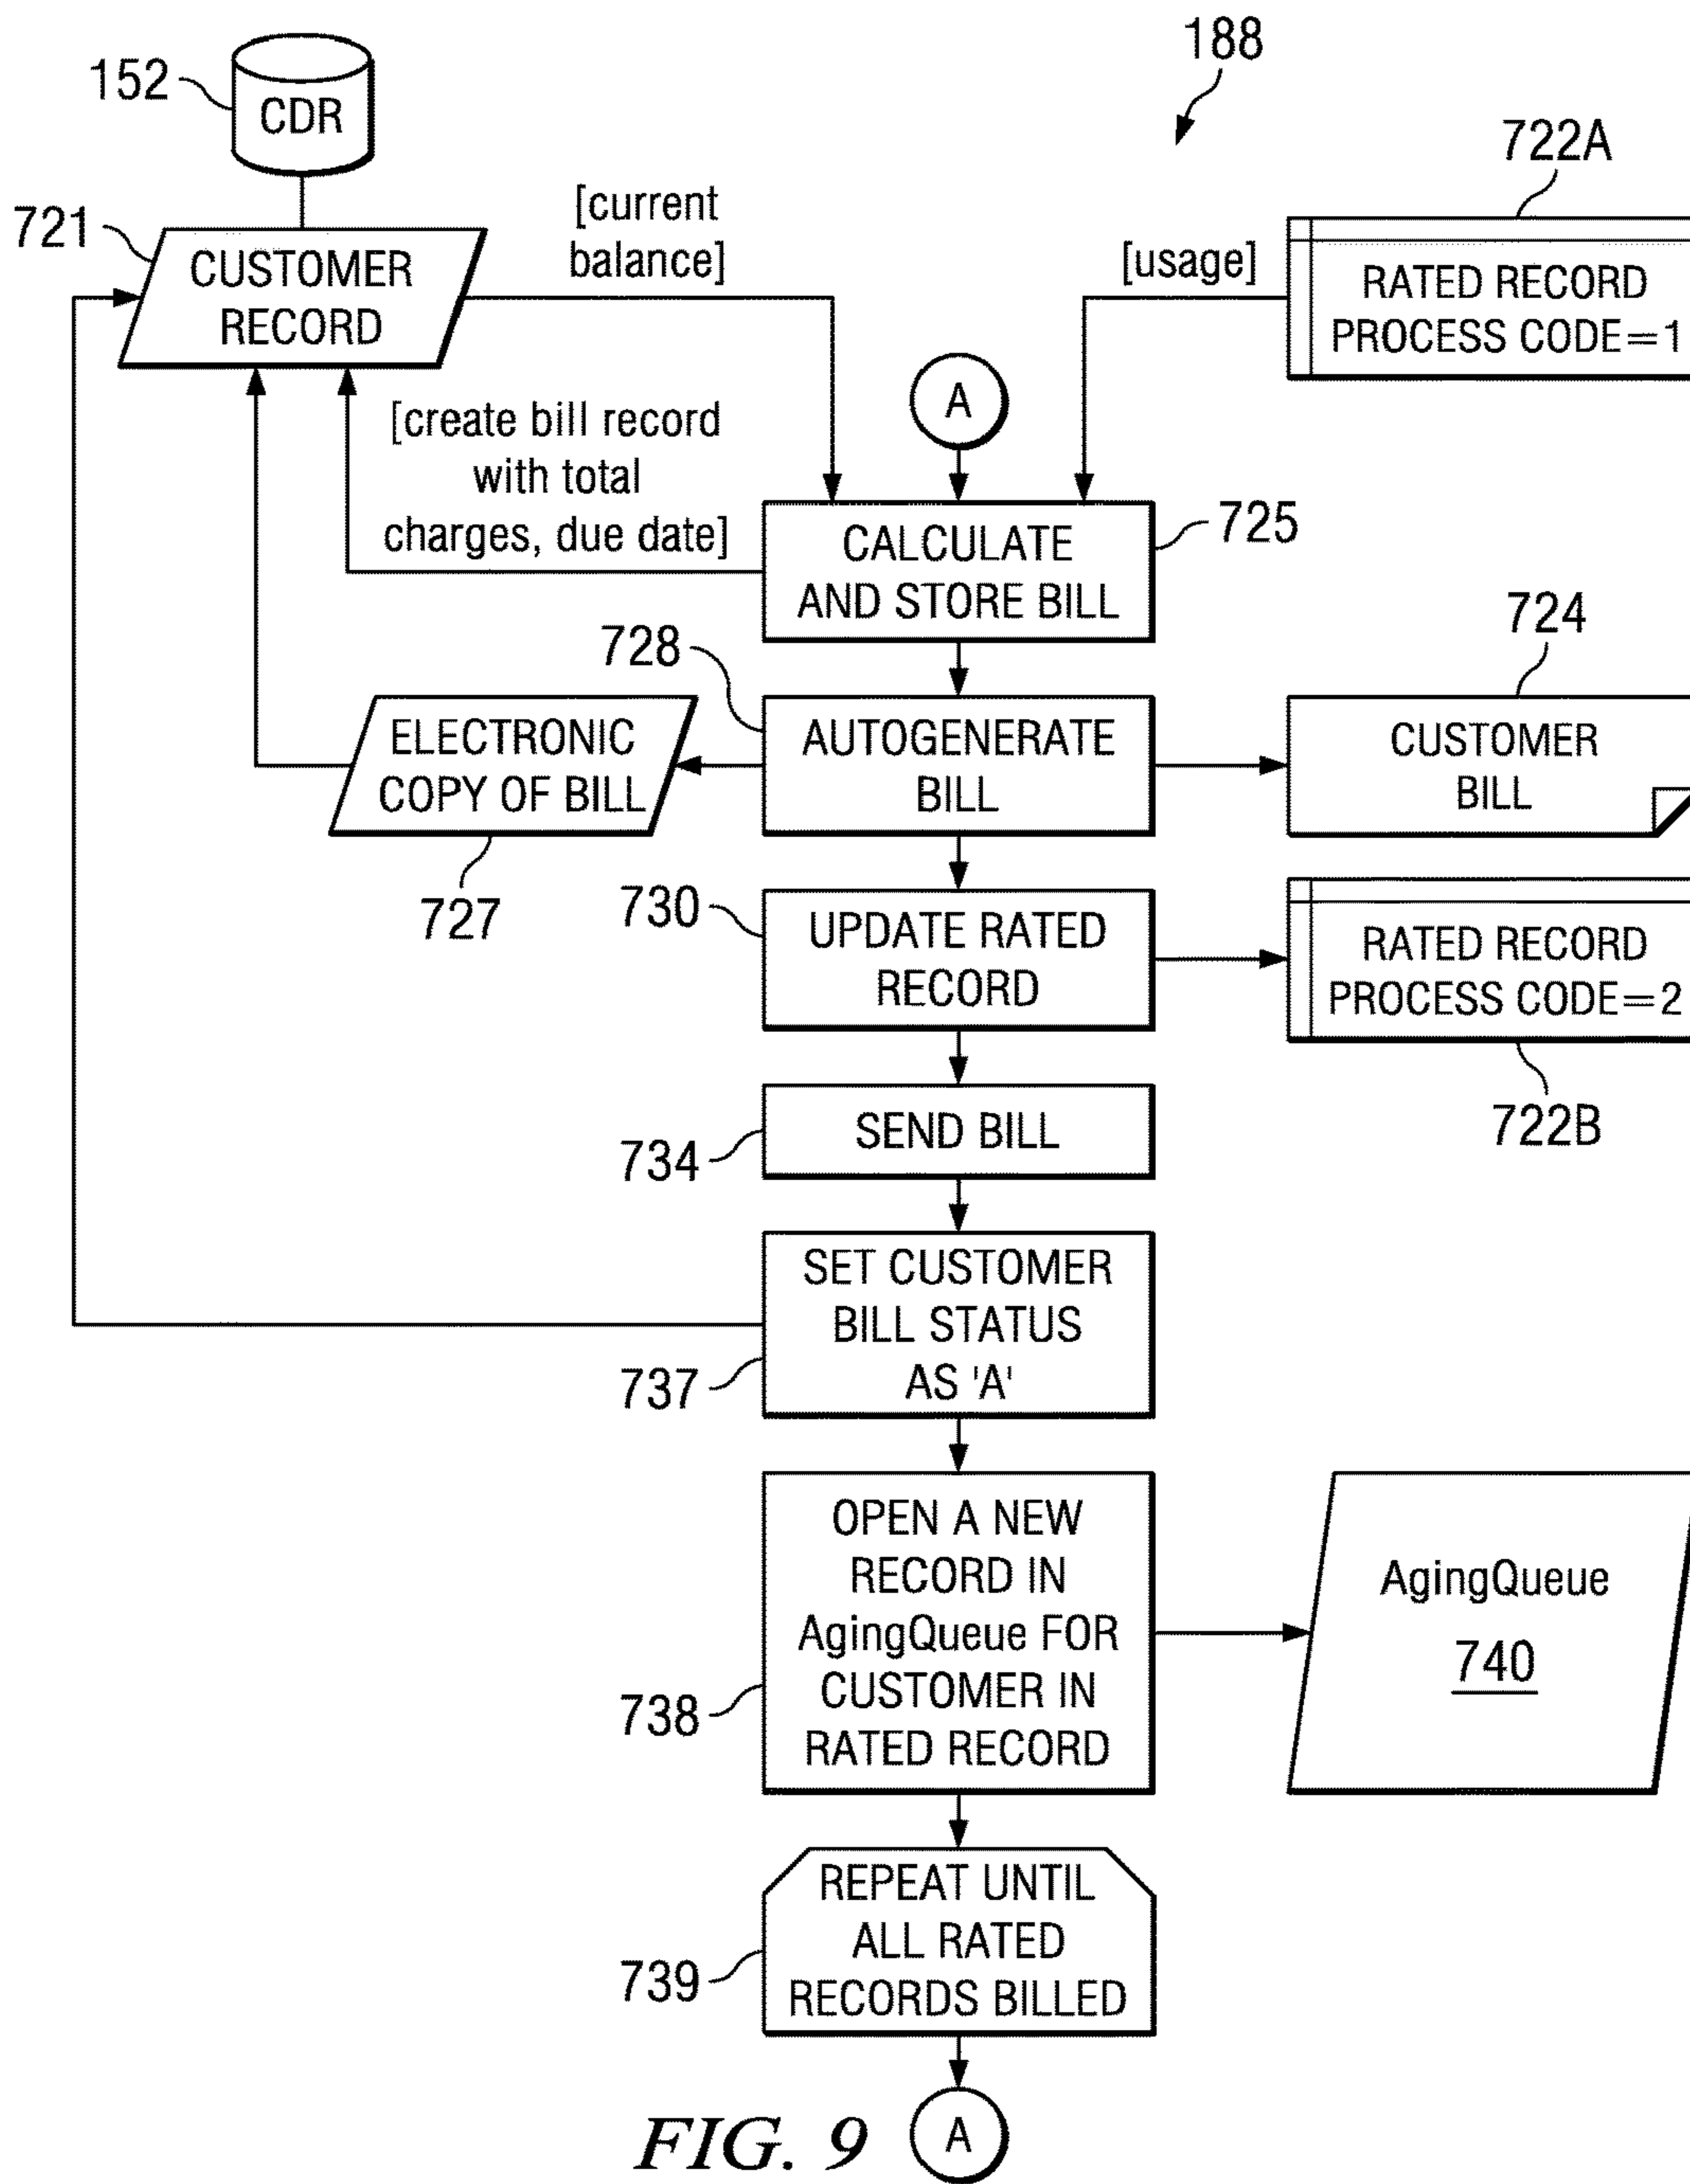 188
152
CDR
722A
721
CUSTOMER
RECORD
[current
balance]
[usage]
RATED RECORD
PROCESS CODE=1
A
[create bill record
with total
charges, due date]
CALCULATE
AND STORE BILL
725
728
724
ELECTRONIC
COPY OF BILL
AUTOGENERATE
BILL
CUSTOMER
BILL
727
730
UPDATE RATED
RECORD
RATED RECORD
PROCESS CODE=2
722B
SEND BILL
734
SET CUSTOMER
BILL STATUS
AS 'A'
737
OPEN A NEW
RECORD IN
AgingQueue FOR
CUSTOMER IN
RATED RECORD
738
AgingQueue
740
REPEAT UNTIL
ALL RATED
RECORDS BILLED
739
A
FIG. 9